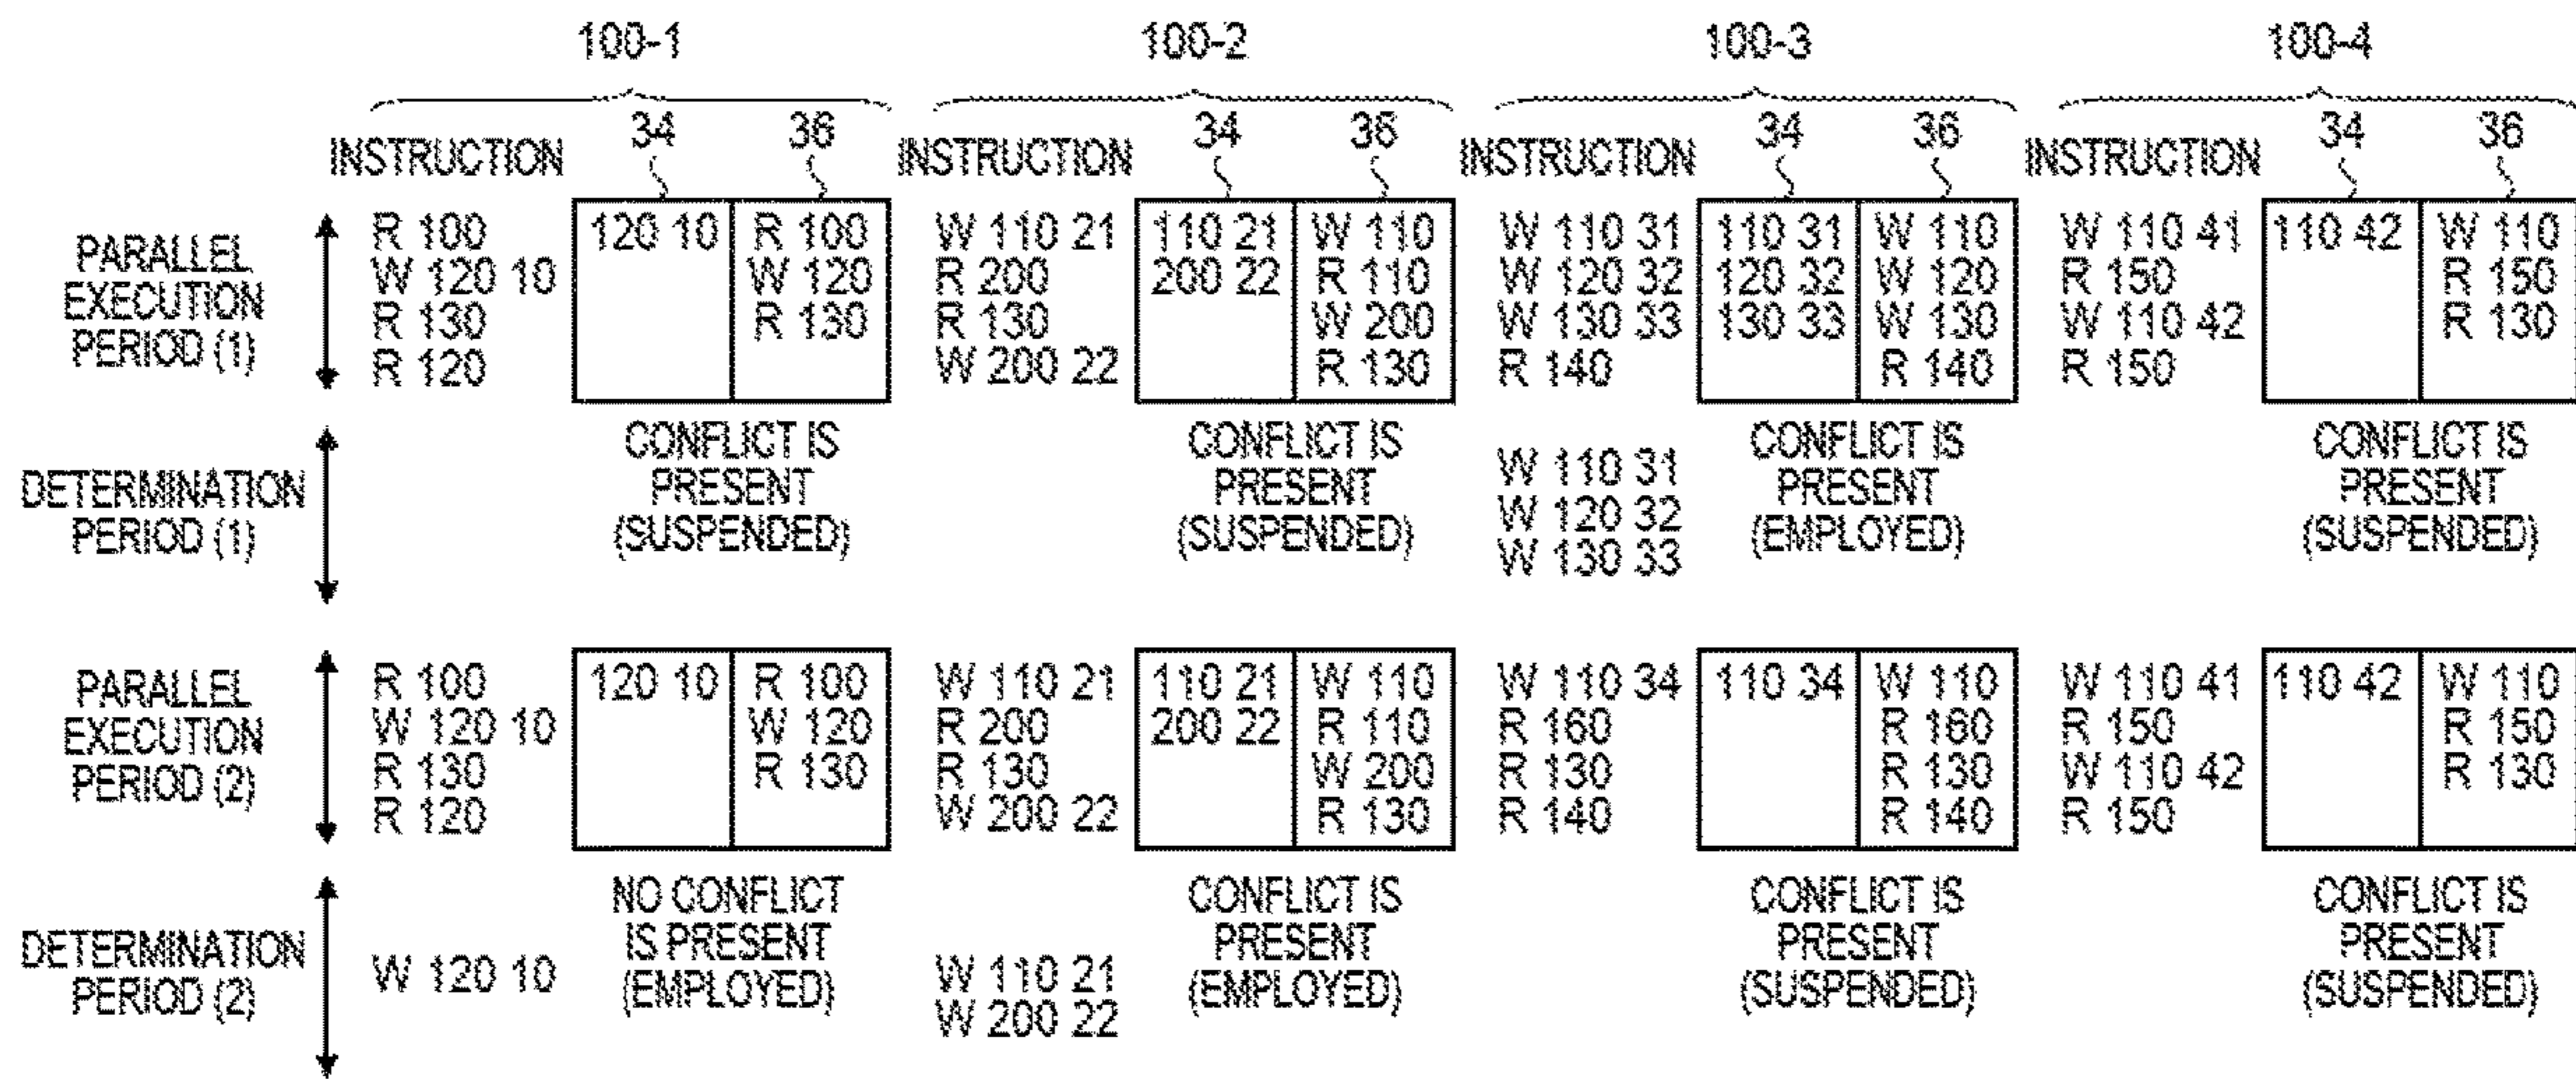 100-1 100-2 100-3 100-4
INSTRUCTION 34 36 INSTRUCTION 34 36 INSTRUCTION 34 36 INSTRUCTION 34 36
PARALLEL
EXECUTION
PERIOD (1)
R 100
W 120 10
R 130
R 120
120 10
R 100
W 120
R 130
W 110 21
R 200
R 130
W 200 22
110 21
200 22
W 110
R 110
W 200
R 130
W 110 31
W 120 32
W 130 33
R 140
110 31
120 32
130 33
W 110
W 120
W 130
R 140
W 110 41
R 150
W 110 42
R 150
110 42
W 110
R 150
R 130
DETERMINATION
PERIOD (1)
CONFLICT IS
PRESENT
(SUSPENDED)
CONFLICT IS
PRESENT
(SUSPENDED)
W 110 31
W 120 32
W 130 33
CONFLICT IS
PRESENT
(EMPLOYED)
CONFLICT IS
PRESENT
(SUSPENDED)
PARALLEL
EXECUTION
PERIOD (2)
R 100
W 120 10
R 130
R 120
120 10
R 100
W 120
R 130
W 110 21
R 200
R 130
W 200 22
110 21
200 22
W 110
R 110
W 200
R 130
W 110 34
R 160
R 130
R 140
110 34
W 110
R 160
R 130
R 140
W 110 41
R 150
W 110 42
R 150
110 42
W 110
R 150
R 130
DETERMINATION
PERIOD (2)
W 120 10
NO CONFLICT
IS PRESENT
(EMPLOYED)
W 110 21
W 200 22
CONFLICT IS
PRESENT
(EMPLOYED)
CONFLICT IS
PRESENT
(SUSPENDED)
CONFLICT IS
PRESENT
(SUSPENDED)